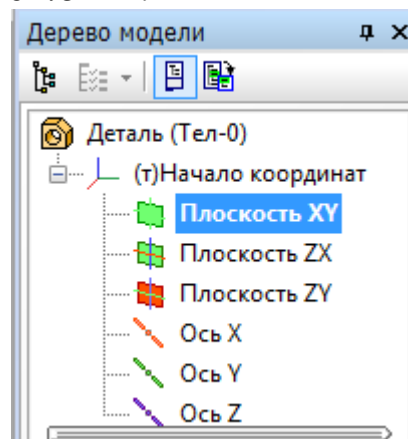 Дерево модели
Деталь (Тел-0)
(т)Начало координат
Плоскость XY
Плоскость ZX
Плоскость ZY
Ось X
Ось Y
Ось Z